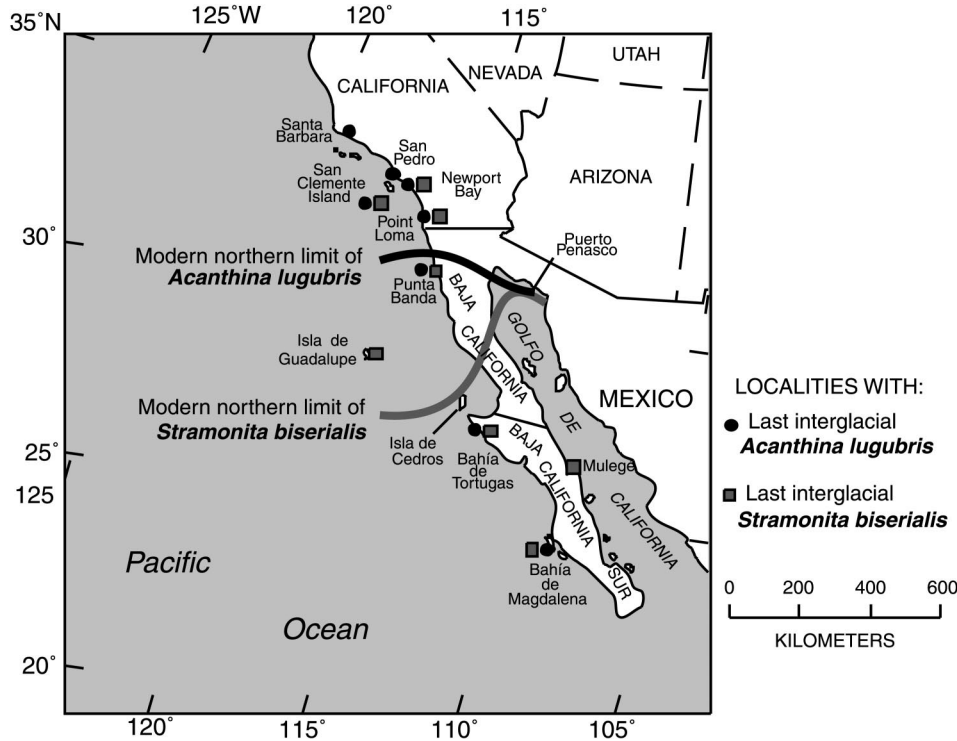 125˚W
120˚
115˚
35˚N
UTAH
NEVADA
CALIFORNIA
Santa
Barbara
San
Pedro
San
Clemente
Island
Newport
Bay
ARIZONA
Point
Loma
30˚
Puerto
Penasco
Modern northern limit of
Acanthina lugubris
Punta
Banda
BAJA
CALIFORNIA
GOLFO
DE
CALIFORNIA
Isla de
Guadalupe
MEXICO
Modern northern limit of
Stramonita biserialis
Isla de
Cedros
BAJA
CALIFORNIA
SUR
Bahía
de
Tortugas
Mulege
25˚
125
Bahía
de
Magdalena
Pacific
Ocean
20˚
120˚
115˚
110˚
105˚
LOCALITIES WITH:
Last interglacial
Acanthina lugubris
Last interglacial
Stramonita biserialis
0 200 400 600
KILOMETERS